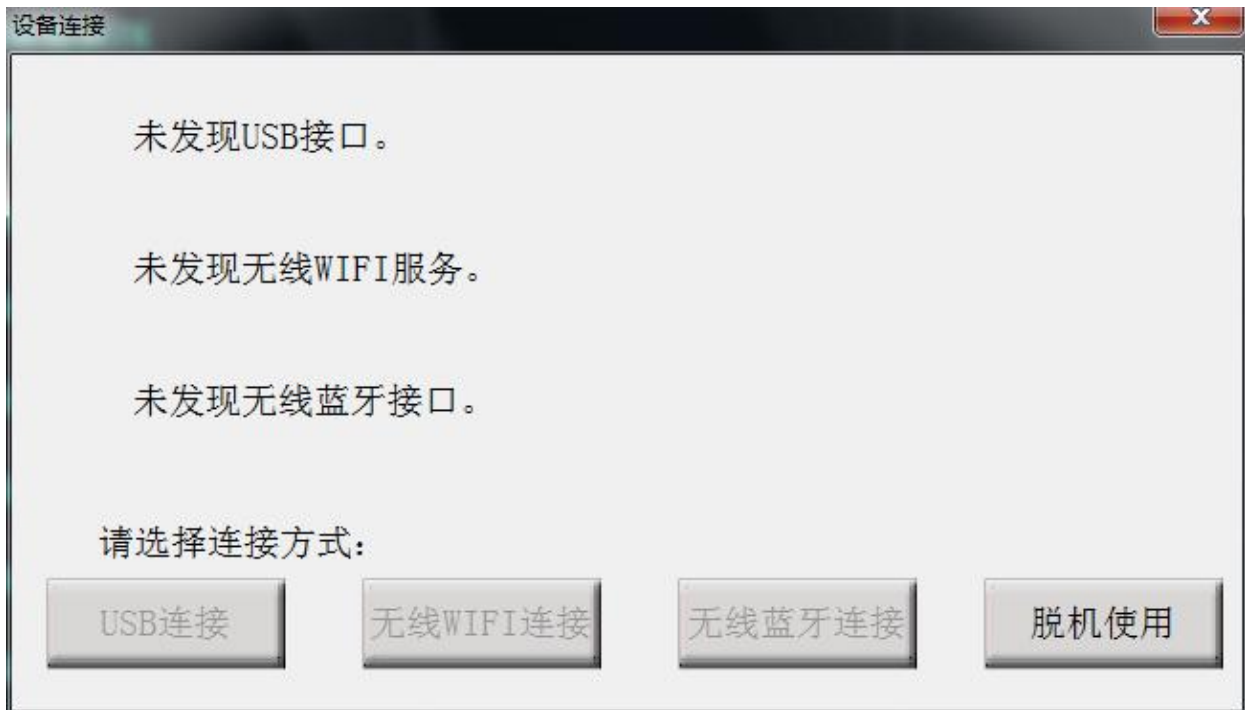 设备连接
未发现USB接口。
未发现无线WIFI服务。
未发现无线蓝牙接口。
请选择连接方式:
USB连接 无线WIFI连接 无线蓝牙连接 脱机使用